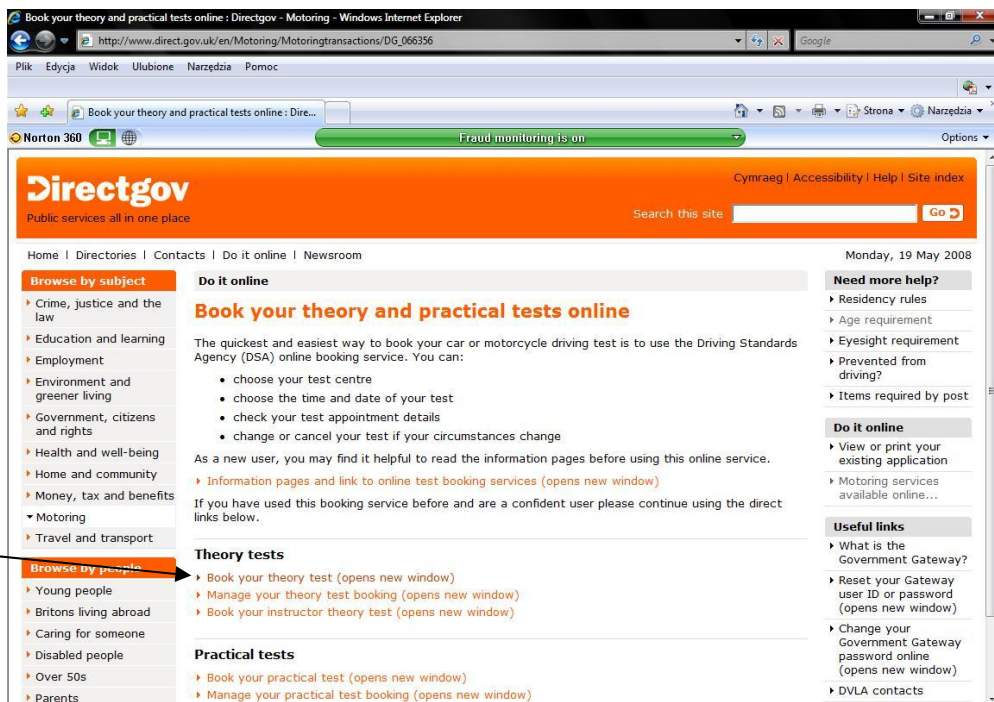 Book your theory and practical tests online : Directgov - Motoring - Windows Internet Explorer
http://www.direct.gov.uk/en/Motoring/Motoringtransactions/DG_066356
Google
Plik Edycja Widok Ulubione Narzędzia Pomoc
Book your theory and practical tests online : Dire...
Strona
Narzędzia
Norton 360
Fraud monitoring is on
Options
Directgov
Public services all in one place
Cymraeg | Accessibility | Help | Site index
Search this site
Go
Home | Directories | Contacts | Do it online | Newsroom
Monday, 19 May 2008
Browse by subject
Crime, justice and the
law
Education and learning
Employment
Environment and
greener living
Government, citizens
and rights
Health and well-being
Home and community
Money, tax and benefits
Motoring
Travel and transport
Browse by people
Young people
Britons living abroad
Caring for someone
Disabled people
Over 50s
Parents
Do it online
Book your theory and practical tests online
The quickest and easiest way to book your car or motorcycle driving test is to use the Driving Standards
Agency (DSA) online booking service. You can:
• choose your test centre
• choose the time and date of your test
• check your test appointment details
• change or cancel your test if your circumstances change
As a new user, you may find it helpful to read the information pages before using this online service.
Information pages and link to online test booking services (opens new window)
If you have used this booking service before and are a confident user please continue using the direct
links below.
Theory tests
Book your theory test (opens new window)
Manage your theory test booking (opens new window)
Book your instructor theory test (opens new window)
Practical tests
Book your practical test (opens new window)
Manage your practical test booking (opens new window)
Need more help?
Residency rules
Age requirement
Eyesight requirement
Prevented from
driving?
Items required by post
Do it online
View or print your
existing application
Motoring services
available online...
Useful links
What is the
Government Gateway?
Reset your Gateway
user ID or password
(opens new window)
Change your
Government Gateway
password online
(opens new window)
DVLA contacts